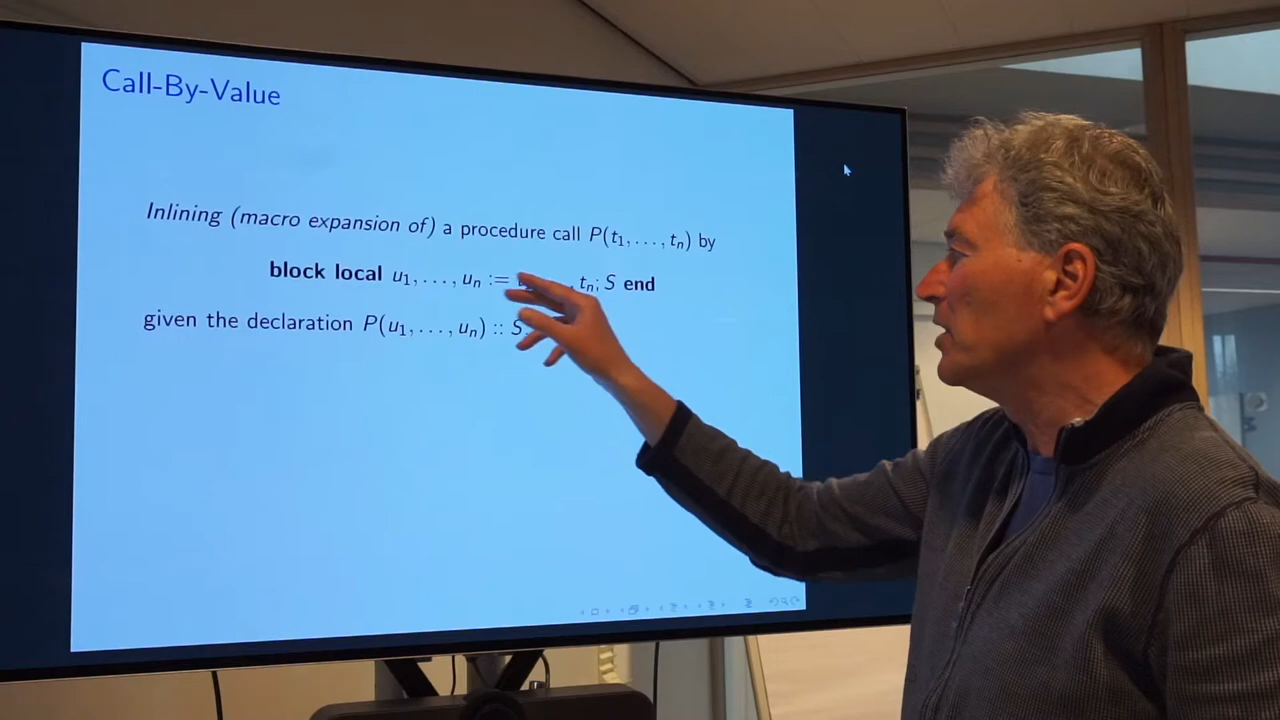 Call-By-Value
Inlining (macro expansion of) a procedure call P(t₁, . . . , tₙ) by
block local u₁, . . . , uₙ := , tₙ; S end
given the declaration P(u₁, . . . , uₙ) :: S